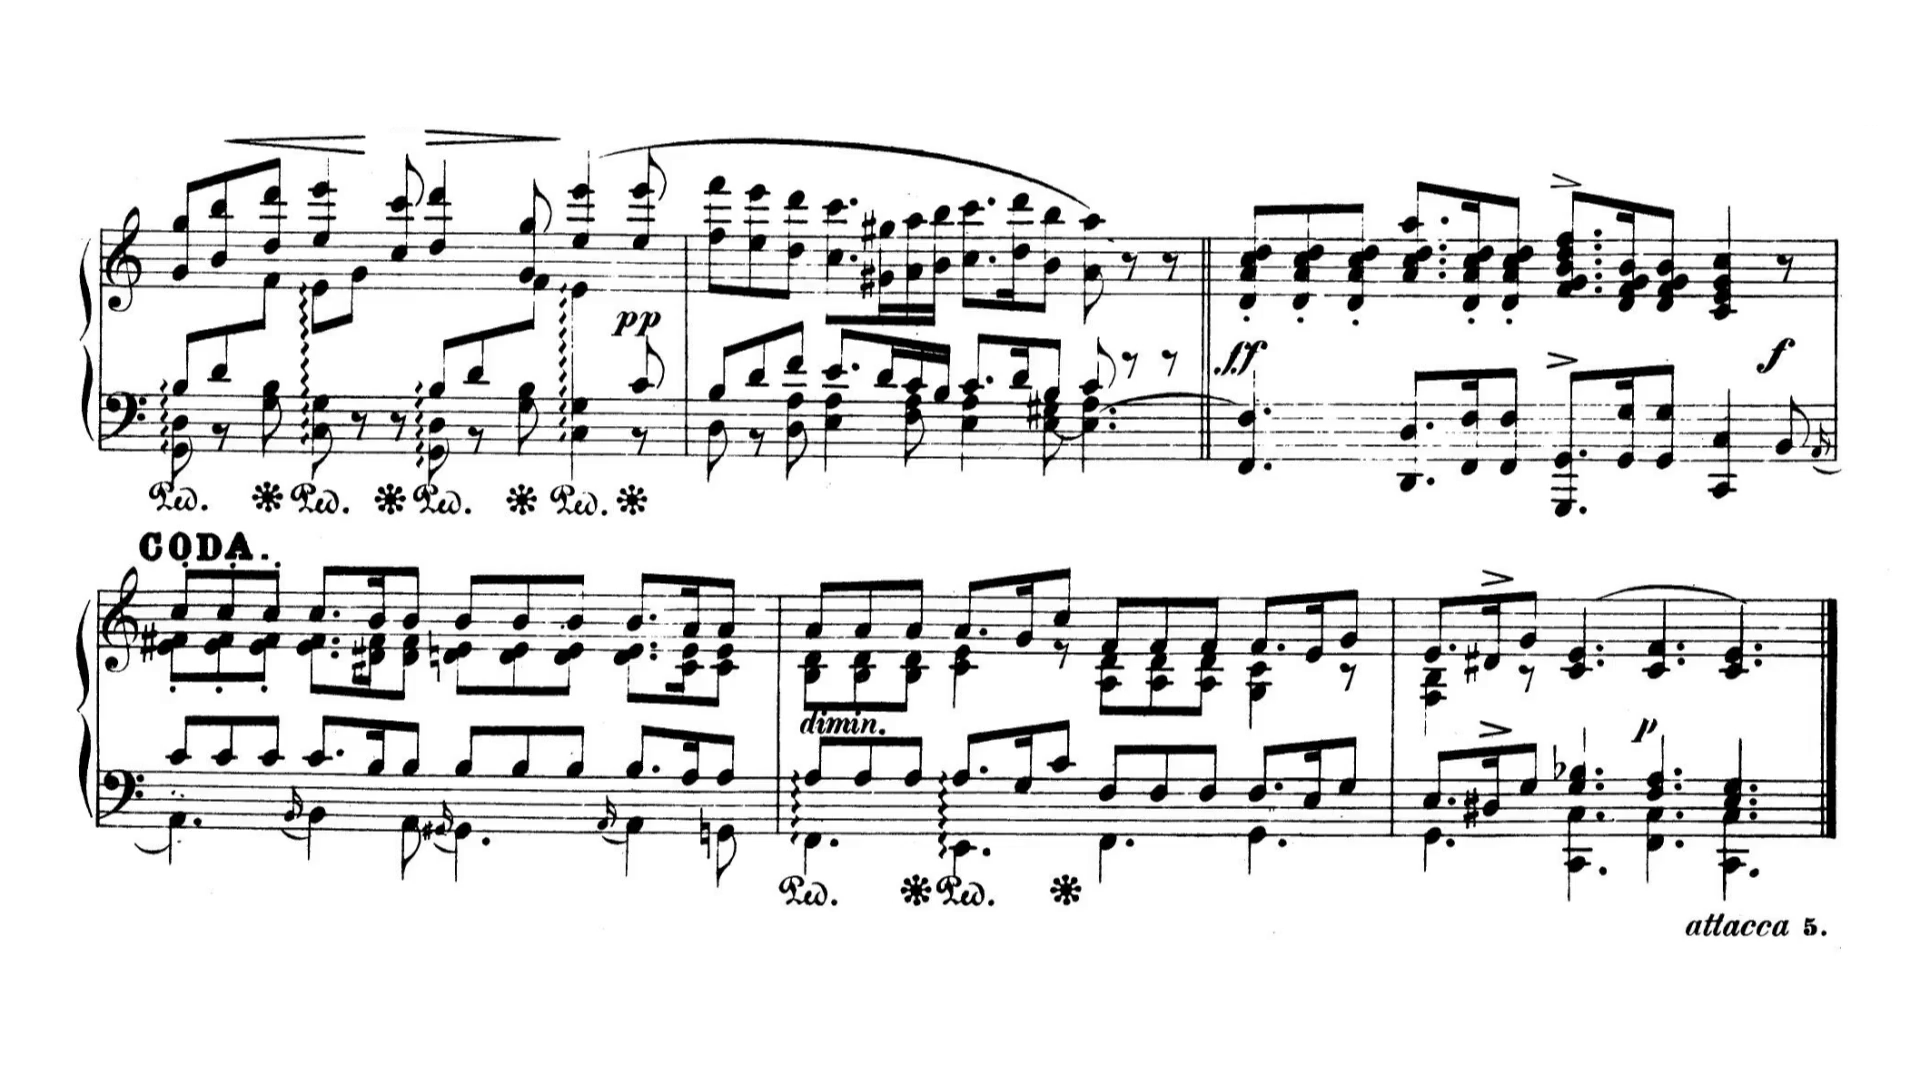 pp
ff
f
Ped. Ped. Ped. Ped.
CODA.
dimin.
p
Ped. Ped.
attacca 5.